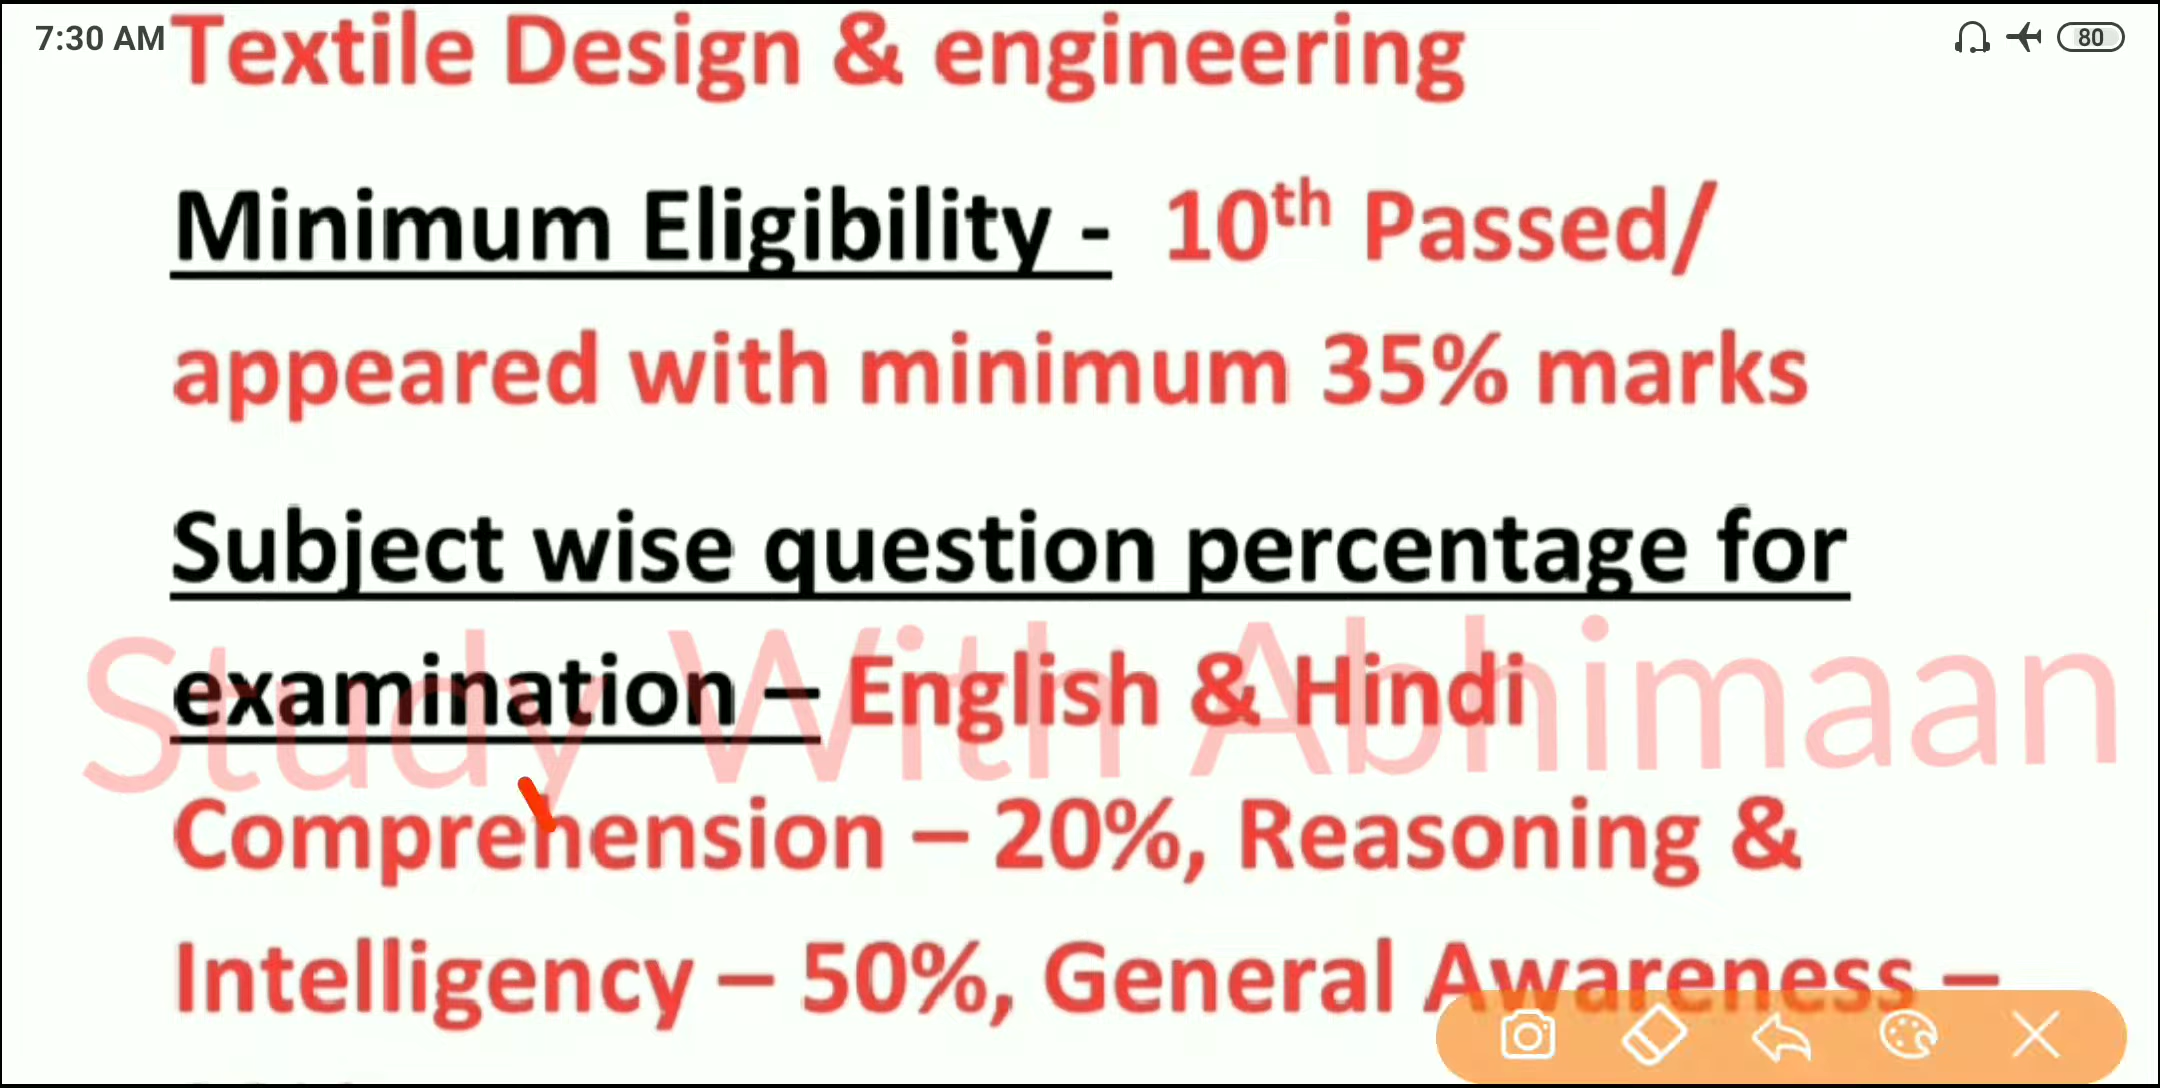 7:30 AM
80
Textile Design & engineering
Minimum Eligibility - 10th Passed/
appeared with minimum 35% marks
Subject wise question percentage for
examination – English & Hindi
Study With Abhimaan
Comprehension – 20%, Reasoning &
Intelligency – 50%, General Awareness –